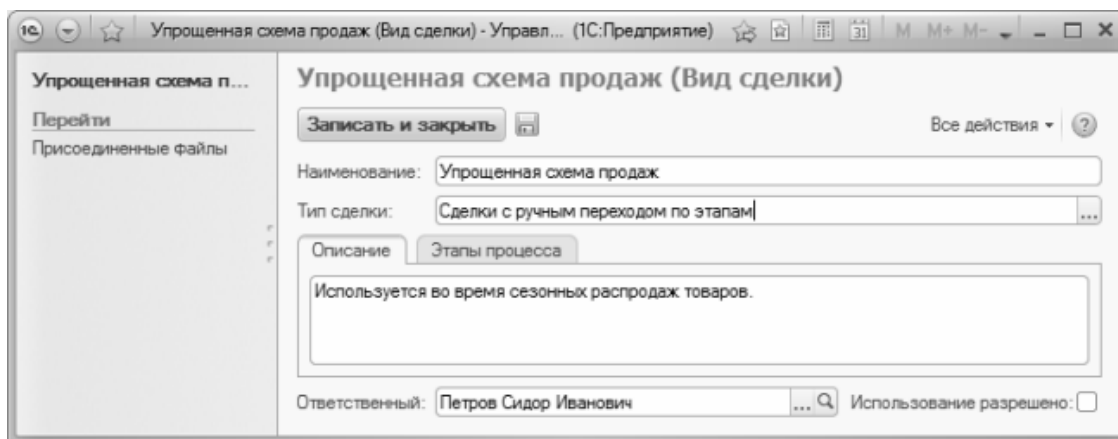 1С Упрощенная схема продаж (Вид сделки) - Управл... (1С:Предприятие) 31 M M+ M-
Упрощенная схема п...
Перейти
Присоединенные файлы
Упрощенная схема продаж (Вид сделки)
Записать и закрыть Все действия ?
Наименование: Упрощенная схема продаж
Тип сделки: Сделки с ручным переходом по этапам ...
Описание Этапы процесса
Используется во время сезонных распродаж товаров.
Ответственный: Петров Сидор Иванович ... Использование разрешено: